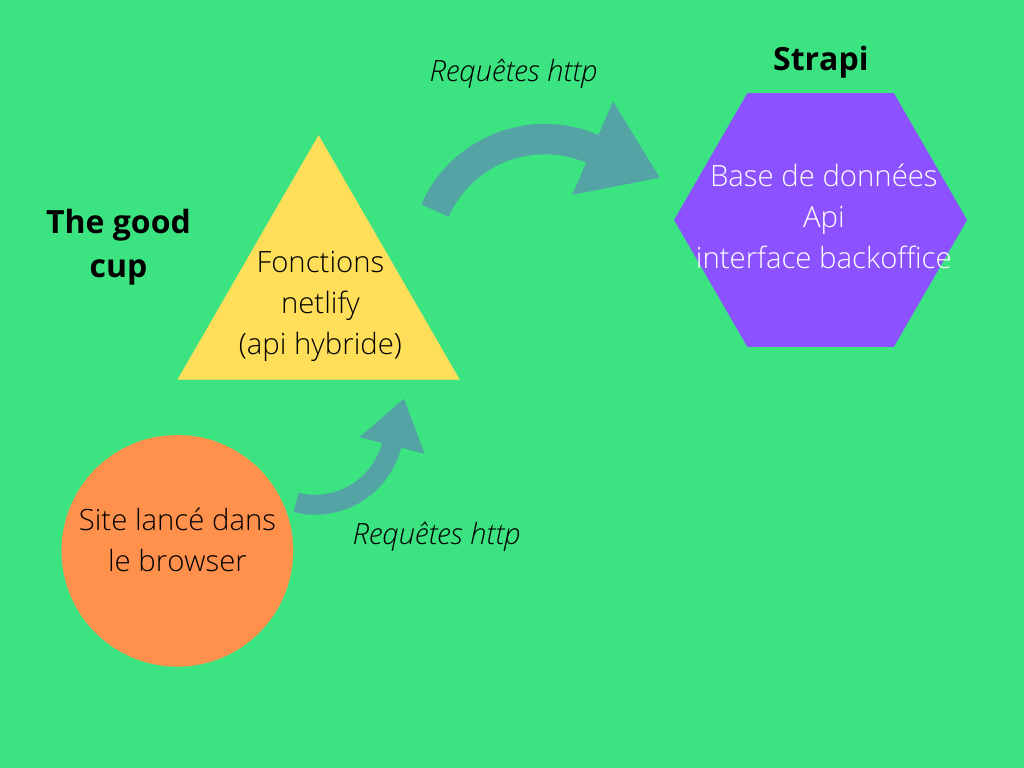 Requêtes http
Strapi
Base de données
Api
interface backoffice
The good
cup
Fonctions
netlify
(api hybride)
Site lancé dans
le browser
Requêtes http